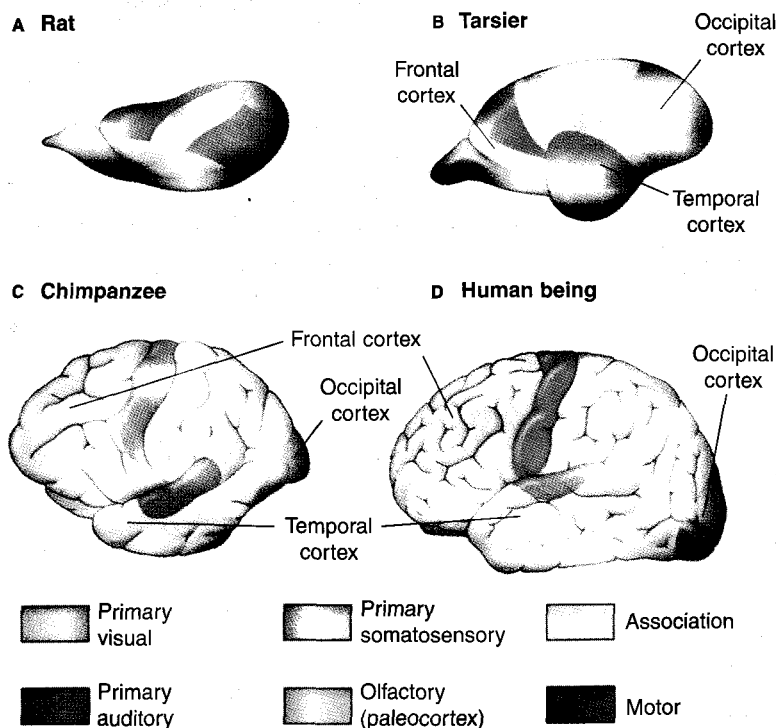 A Rat
B Tarsier
Occipital
cortex
Frontal
cortex
Temporal
cortex
C Chimpanzee
D Human being
Frontal cortex
Occipital
cortex
Occipital
cortex
Temporal
cortex
Primary
visual
Primary
somatosensory
Association
Primary
auditory
Olfactory
(paleocortex)
Motor